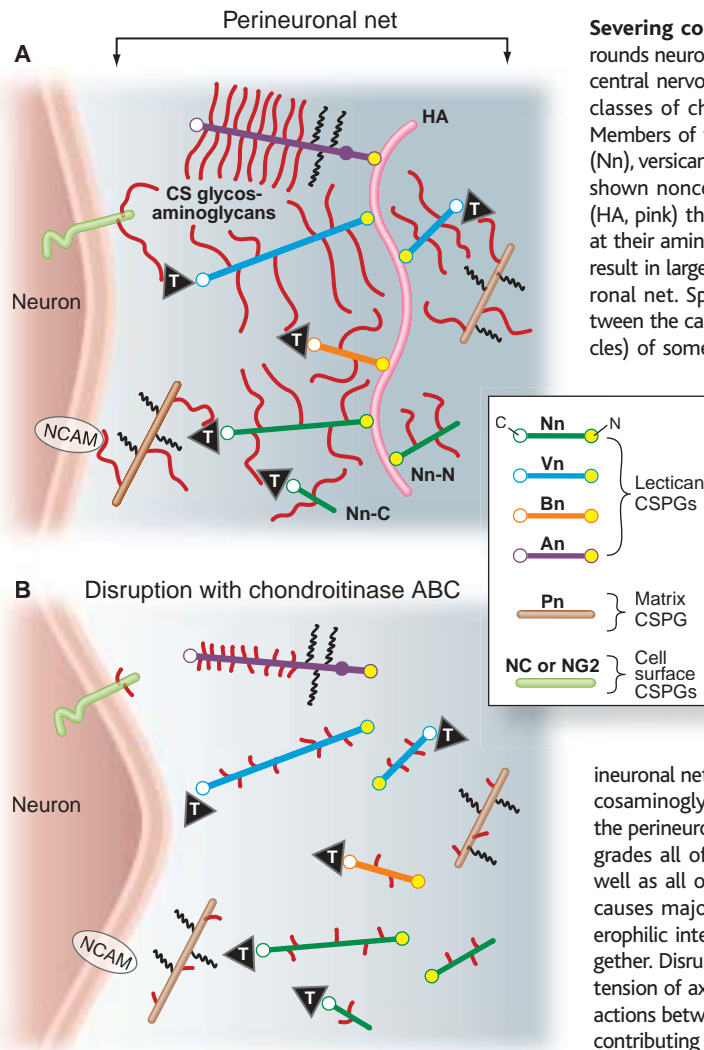 Perineuronal net
A
HA
CS glycos-
aminoglycans
T
T
T
T
T
Neuron
NCAM
Nn-N
Nn-C
B Disruption with chondroitinase ABC
T
T
T
T
T
Neuron
NCAM
Severing co
rounds neuro
central nervo
classes of ch
Members of
(Nn), versicar
shown nonco
(HA, pink) th
at their amin
result in large
ronal net. Sp
tween the ca
cles) of some
C Nn N
Vn
Bn
An
Lectican
CSPGs
Pn
Matrix
CSPG
NC or NG2
Cell
surface
CSPGs
ineuronal net
cosaminogly
the perineuro
grades all of
well as all o
causes major
erophilic inte
gether. Disru
tension of ax
actions betw
contributing